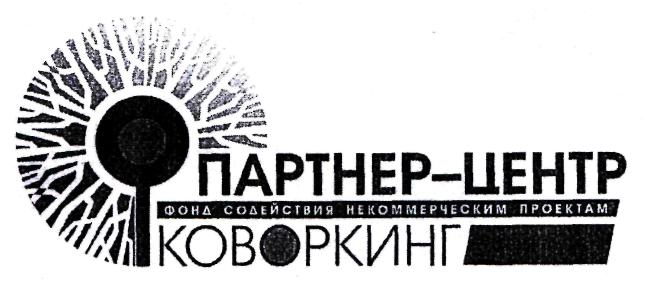 ПАРТНЕР–ЦЕНТР
ФОНД СОДЕЙСТВИЯ НЕКОММЕРЧЕСКИМ ПРОЕКТАМ
КОВОРКИНГ